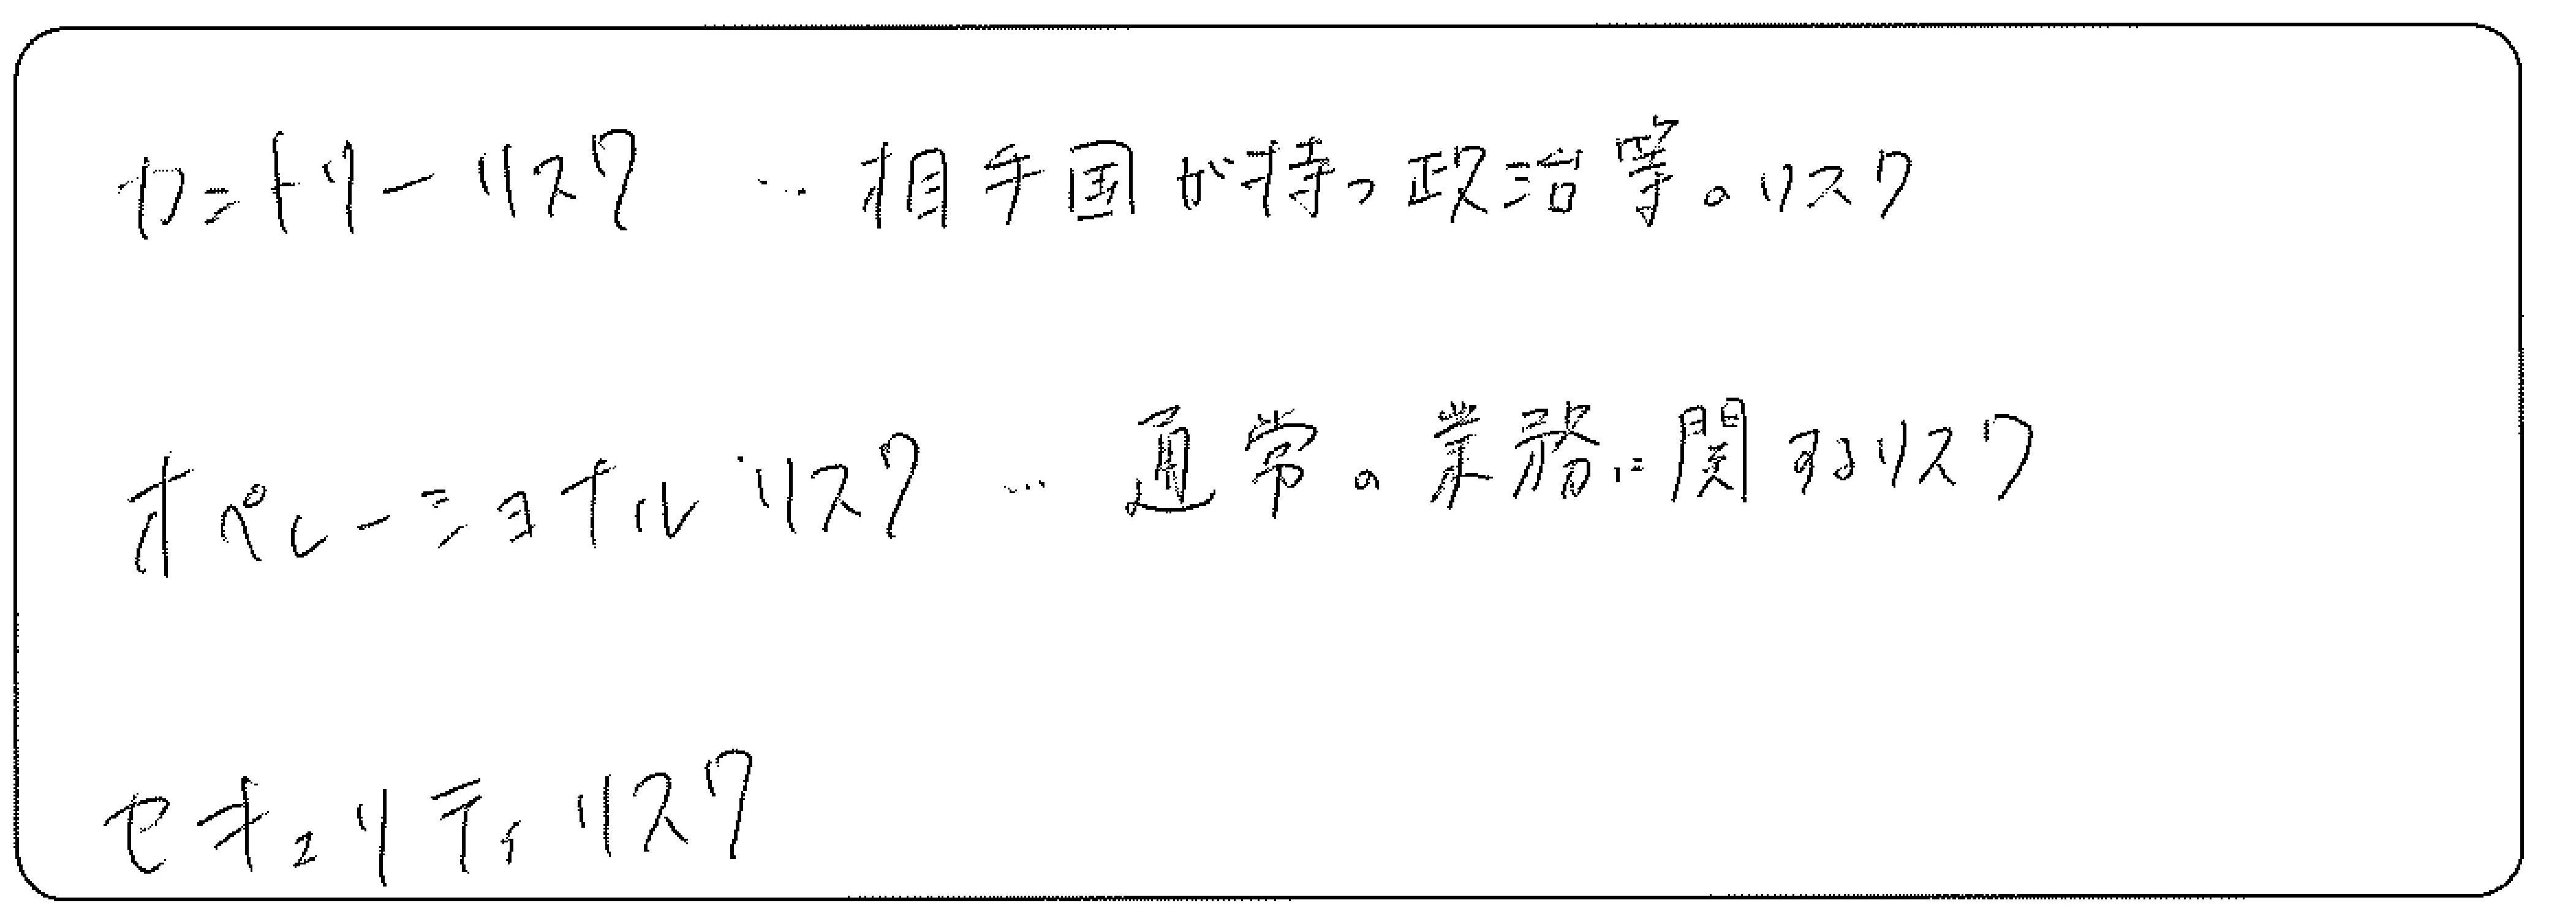 カントリーリスク … 相手国が持つ政治等のリスク
オペレーショナルリスク … 通常の業務に関するリスク
セキュリティリスク